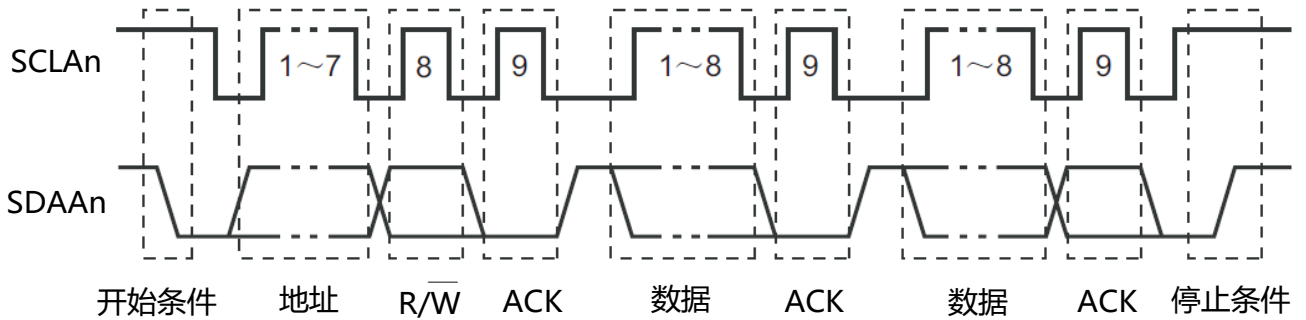 SCLAn 1～7 8 9 1～8 9 1～8 9
SDAAn
开始条件 地址 R/W̅ ACK 数据 ACK 数据 ACK 停止条件